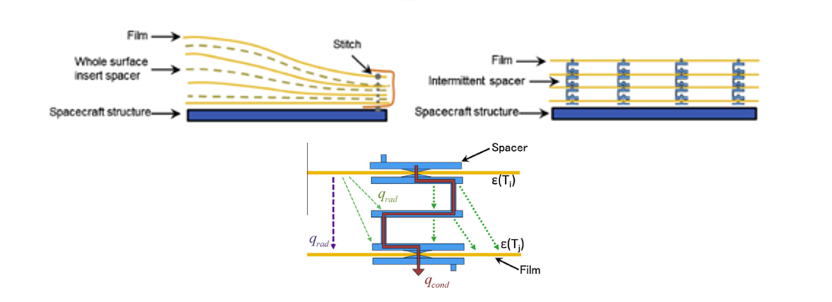 Film
Stitch
Whole surface
insert spacer
Spacecraft structure
Film
Intermittent spacer
Spacecraft structure
Spacer
ε(Ti)
qrad
qrad
ε(Tj)
Film
qcond